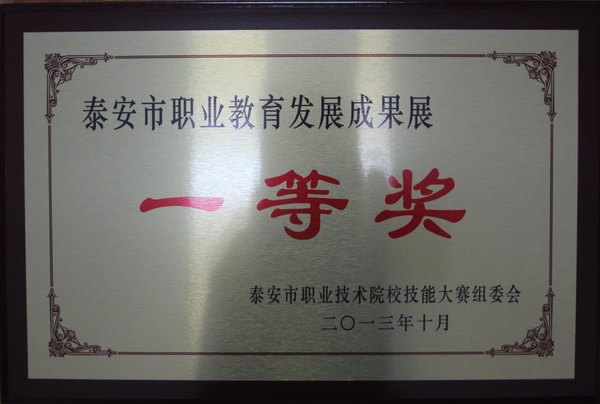 泰安市职业教育发展成果展
一等奖
泰安市职业技术院校技能大赛组委会
二〇一三年十月